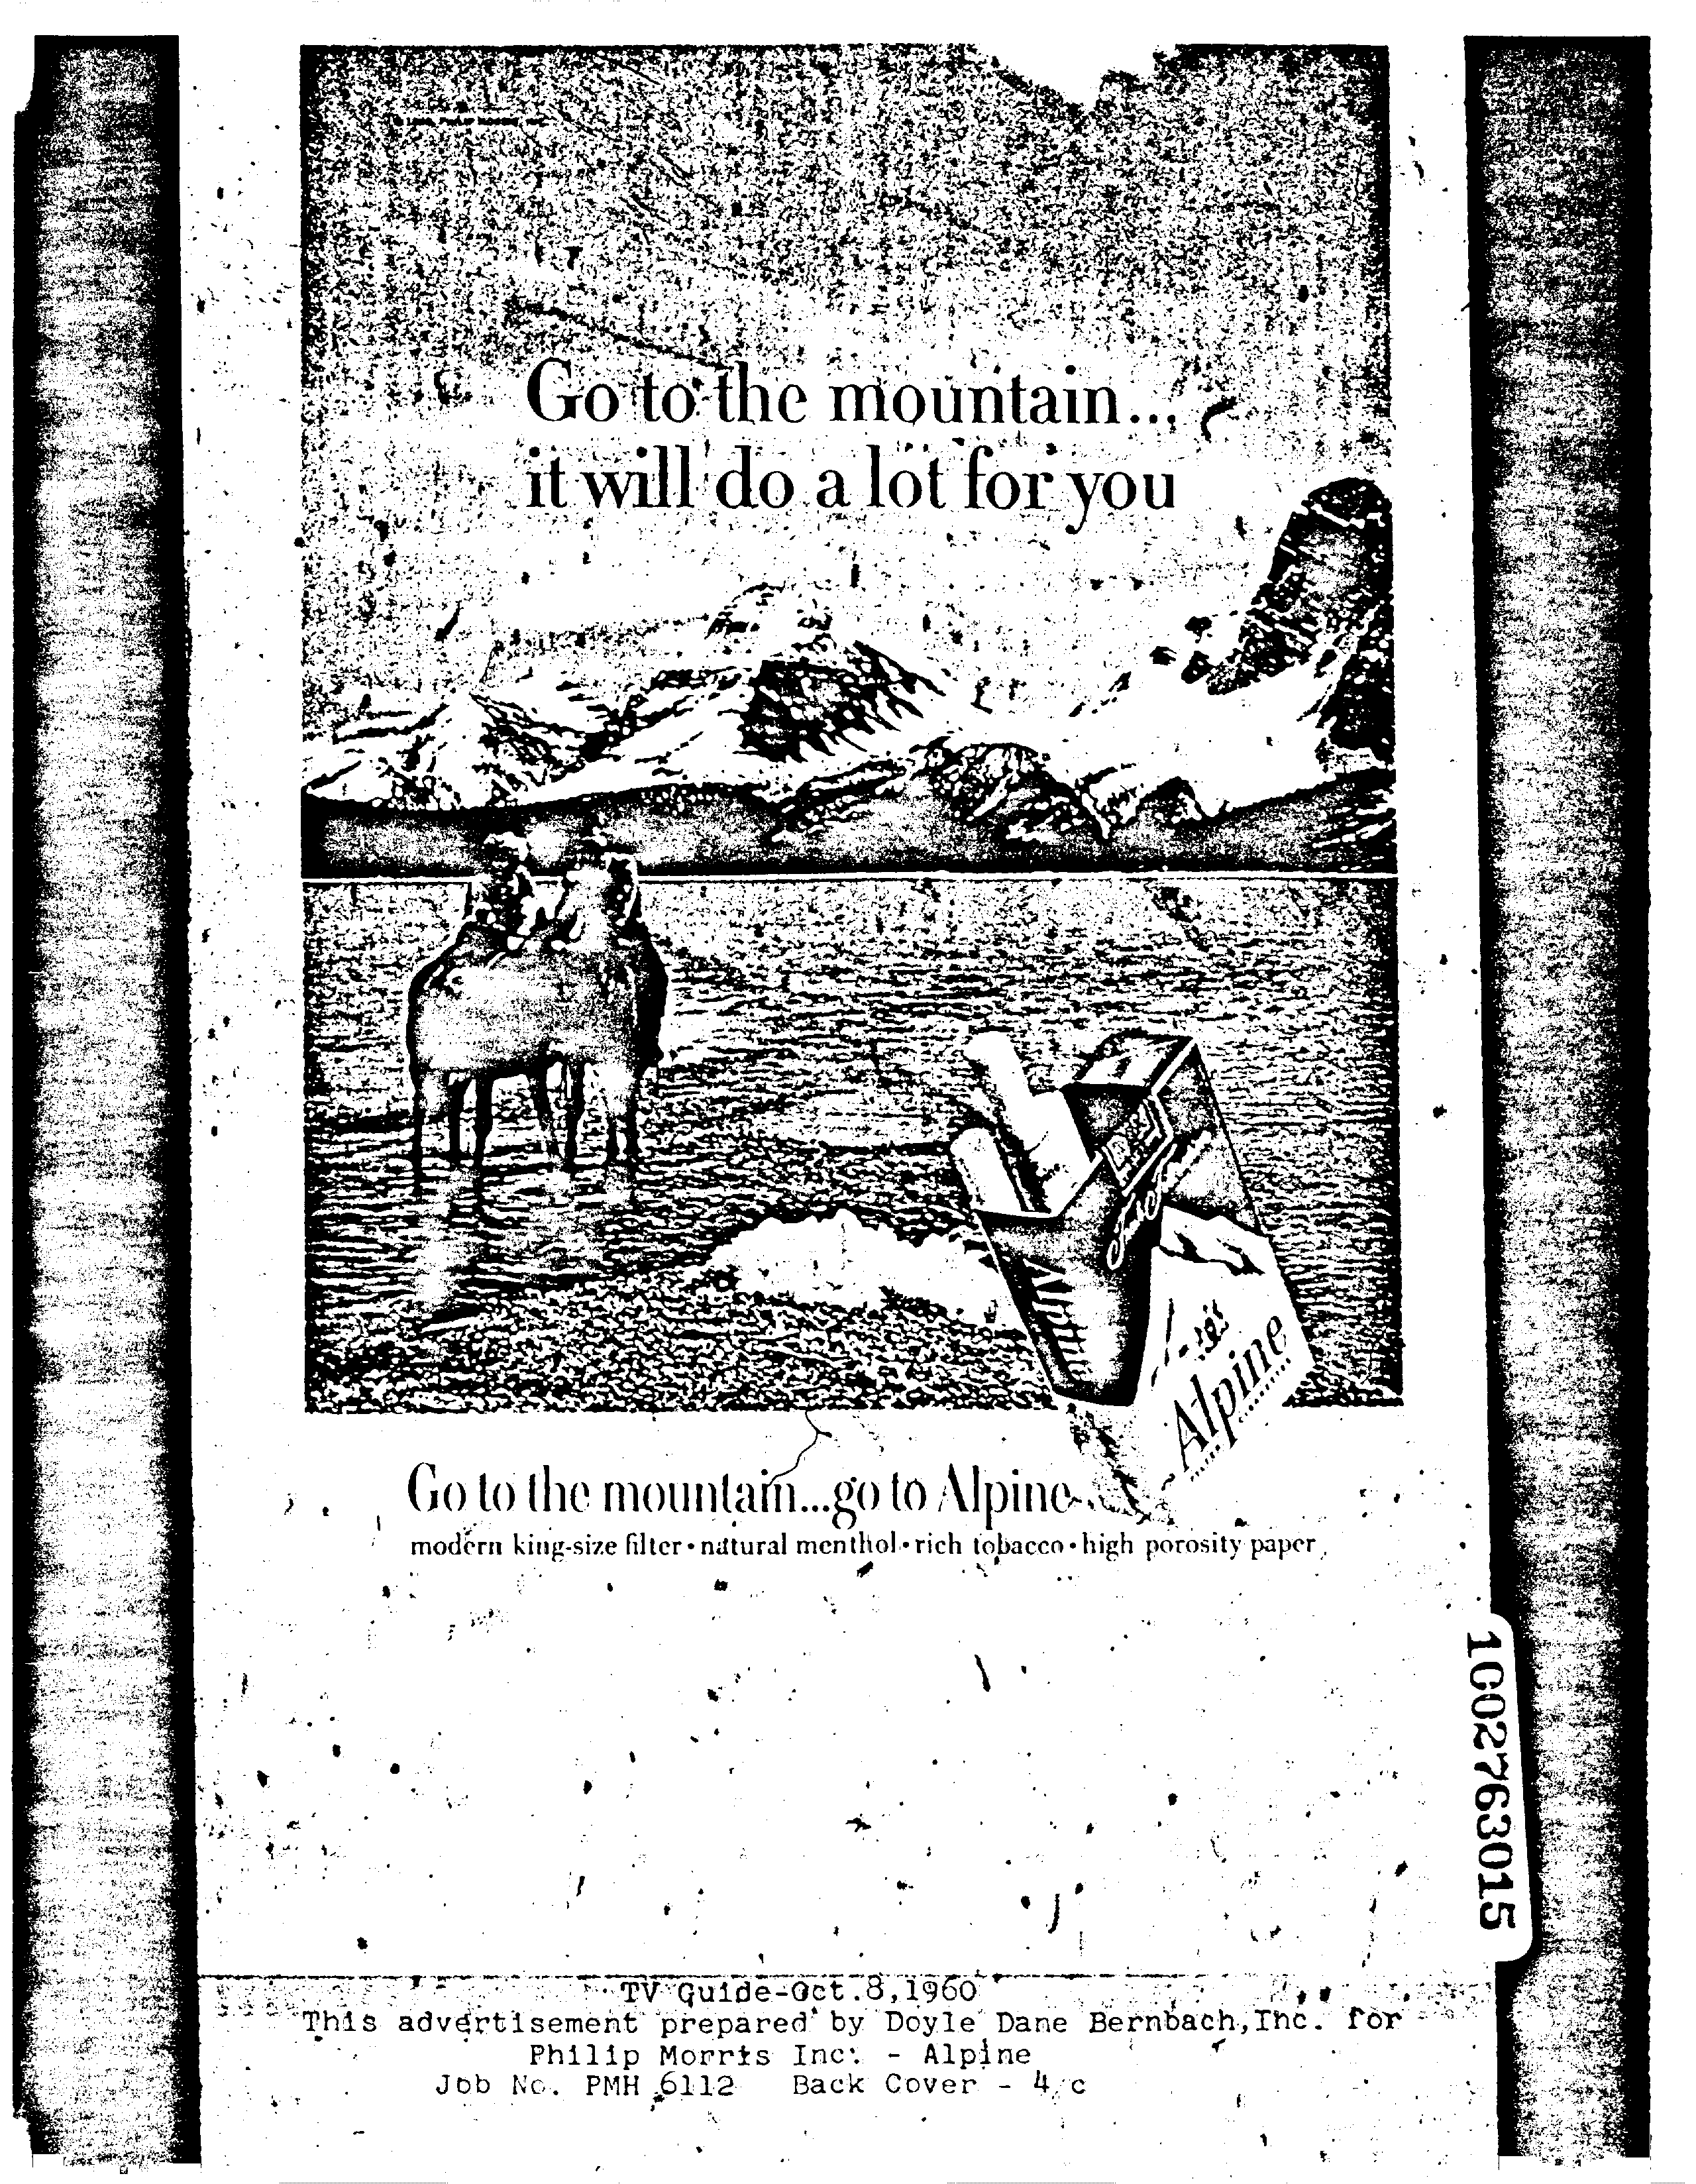 Go to the mountain...
it will do a lot for you
Alpine
Alpine
Go to the mountain...go to Alpine
modern king-size filter • natural menthol • rich tobacco • high porosity paper
1002763015
TV Guide-Oct.8,1960
This advertisement prepared by Doyle Dane Bernbach,Inc. for
Philip Morris Inc. - Alpine
Job No. PMH 6112 Back Cover - 4/c